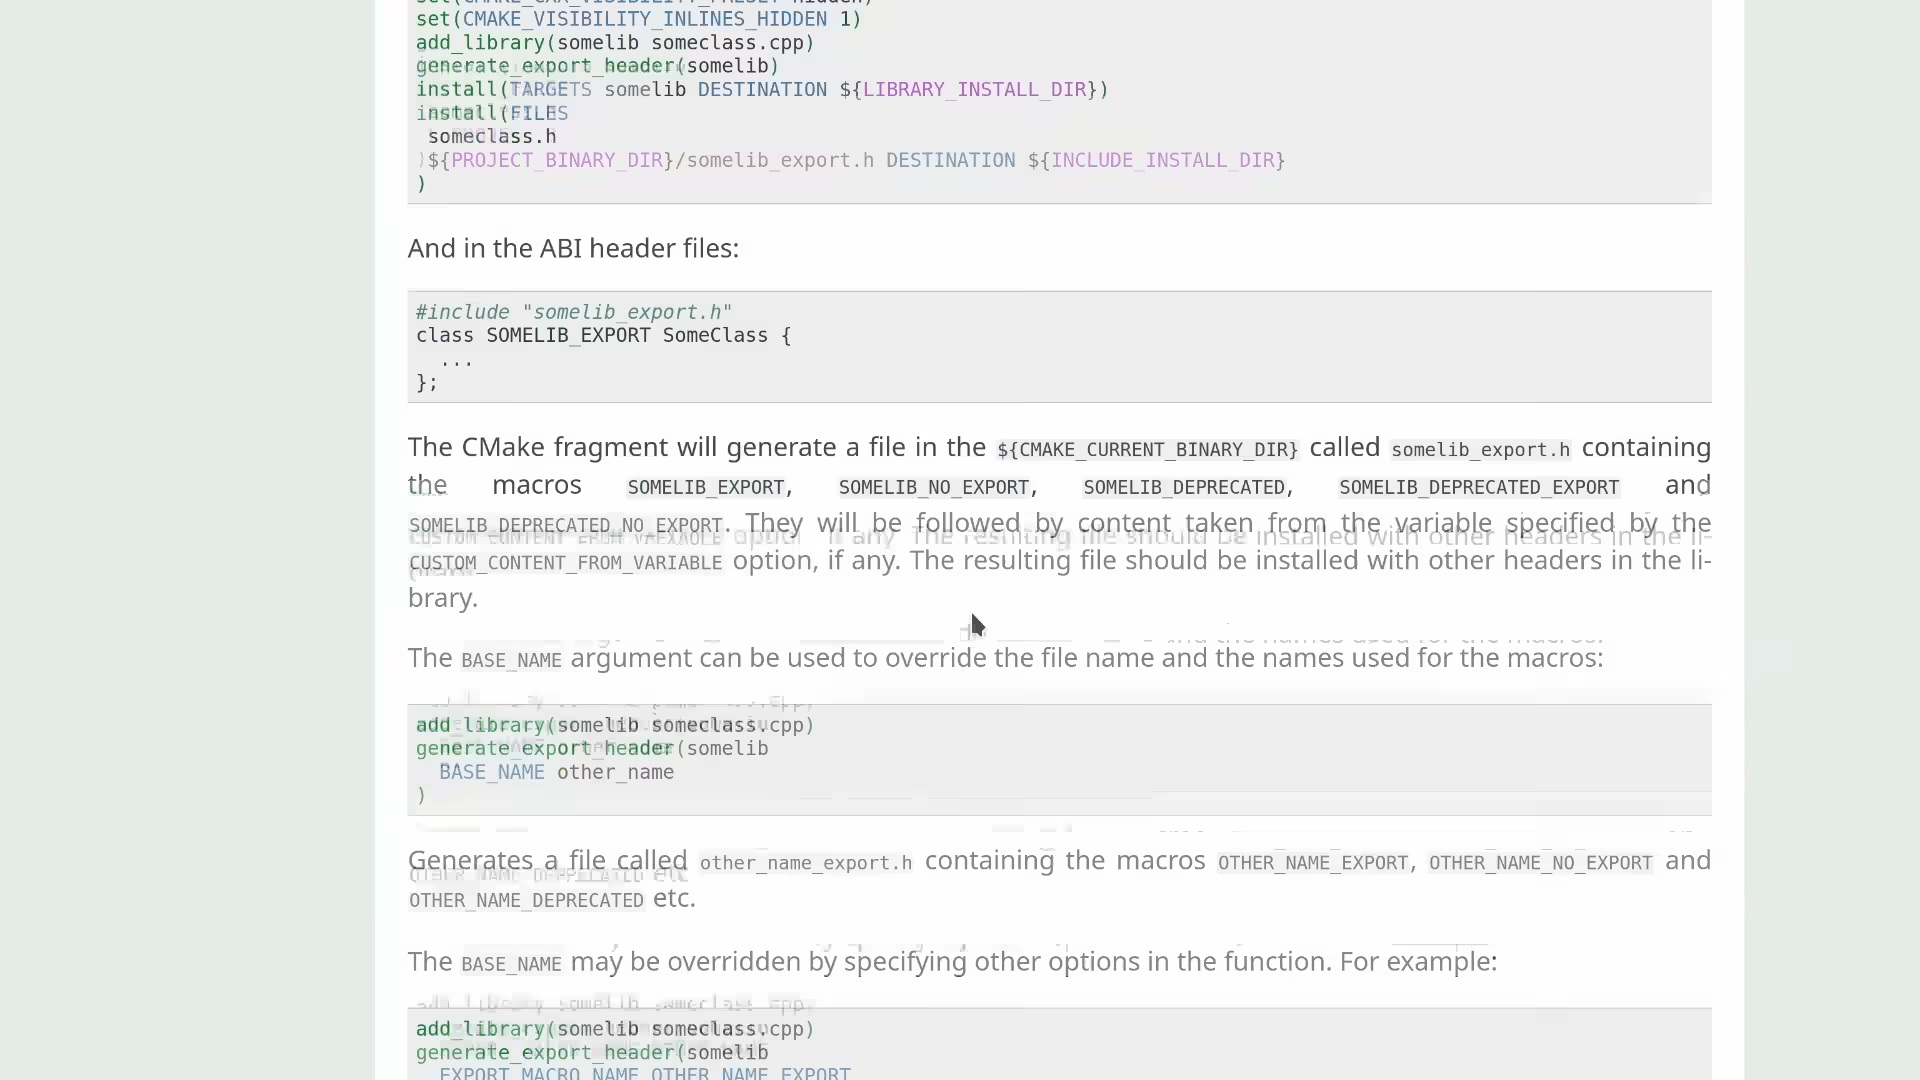 set(CMAKE_CXX_VISIBILITY_PRESET hidden)
set(CMAKE_VISIBILITY_INLINES_HIDDEN 1)
add_library(somelib someclass.cpp)
generate_export_header(somelib)
install(TARGETS somelib DESTINATION ${LIBRARY_INSTALL_DIR})
install(FILES
 someclass.h
 ${PROJECT_BINARY_DIR}/somelib_export.h DESTINATION ${INCLUDE_INSTALL_DIR}
)
And in the ABI header files:
#include "somelib_export.h"
class SOMELIB_EXPORT SomeClass {
  ...
};
The CMake fragment will generate a file in the ${CMAKE_CURRENT_BINARY_DIR} called somelib_export.h containing
the macros SOMELIB_EXPORT, SOMELIB_NO_EXPORT, SOMELIB_DEPRECATED, SOMELIB_DEPRECATED_EXPORT and
SOMELIB_DEPRECATED_NO_EXPORT. They will be followed by content taken from the variable specified by the
CUSTOM_CONTENT_FROM_VARIABLE option, if any. The resulting file should be installed with other headers in the li-
brary.
The BASE_NAME argument can be used to override the file name and the names used for the macros:
add_library(somelib someclass.cpp)
generate_export_header(somelib
  BASE_NAME other_name
)
Generates a file called other_name_export.h containing the macros OTHER_NAME_EXPORT, OTHER_NAME_NO_EXPORT and
OTHER_NAME_DEPRECATED etc.
The BASE_NAME may be overridden by specifying other options in the function. For example:
add_library(somelib someclass.cpp)
generate_export_header(somelib
  EXPORT_MACRO_NAME OTHER_NAME_EXPORT